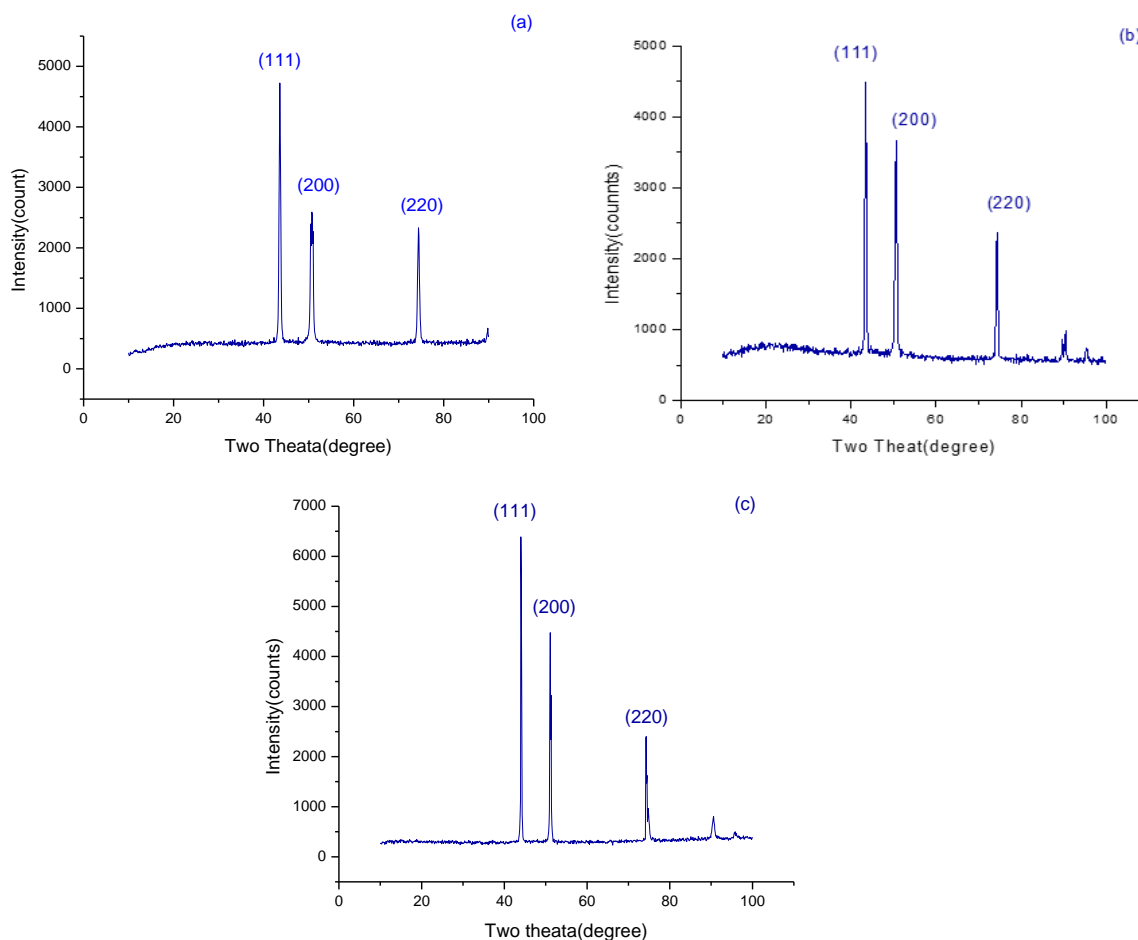 (a)
(111)
(200)
(220)
5000
4000
3000
2000
1000
0
Intensity(count)
0 20 40 60 80 100
Two Theata(degree)
(b)
(111)
(200)
(220)
5000
4000
3000
2000
1000
0
Intensity(counnts)
0 20 40 60 80 100
Two Theat(degree)
(c)
(111)
(200)
(220)
7000
6000
5000
4000
3000
2000
1000
0
Intensity(counts)
0 20 40 60 80 100
Two theata(degree)